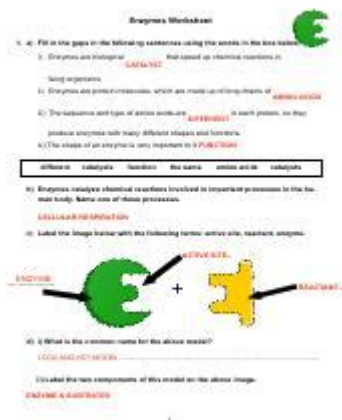 Enzymes Worksheet
1. a) Fill in the gaps in the following sentences using the words in the box below.
i) Enzymes are biological CATALYST that speed up chemical reactions in
living organisms.
ii) Enzymes are protein molecules, which are made up of long chains of AMINO ACIDS
iii) The sequence and type of amino acids are DIFFERENT in each protein, so they
produce enzymes with many different shapes and functions.
iv) The shape of an enzyme is very important to it FUNCTION
different catalysis function the same amino acids catalysts
b) Enzymes catalyse chemical reactions involved in important processes in the hu-
man body. Name one of these processes.
CELLULAR RESPIRATION
c) Label the image below with the following terms: active site, reactant, enzyme.
ACTIVE SITE
ENZYME
+
REACTANT
d) i) What is the common name for the above model?
LOCK AND KEY MODEL
ii) Label the two components of this model on the above image.
ENZYME & SUBSTRATE